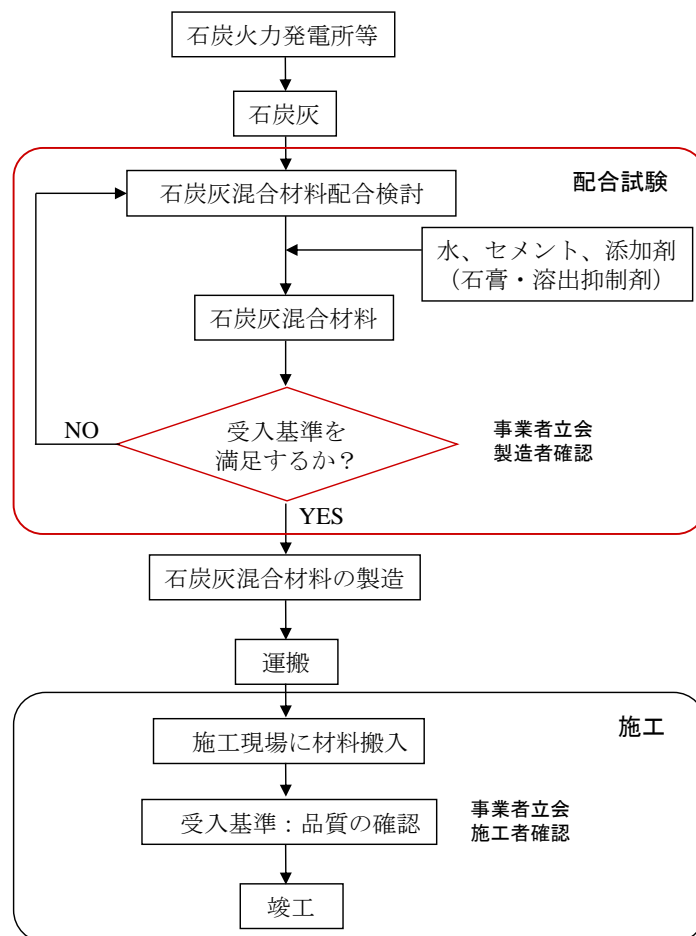 石炭火力発電所等
石炭灰
配合試験
石炭灰混合材料配合検討
水、セメント、添加剤
（石膏・溶出抑制剤）
石炭灰混合材料
NO
受入基準を
満足するか？
事業者立会
製造者確認
YES
石炭灰混合材料の製造
運搬
施工
施工現場に材料搬入
受入基準：品質の確認
事業者立会
施工者確認
竣工